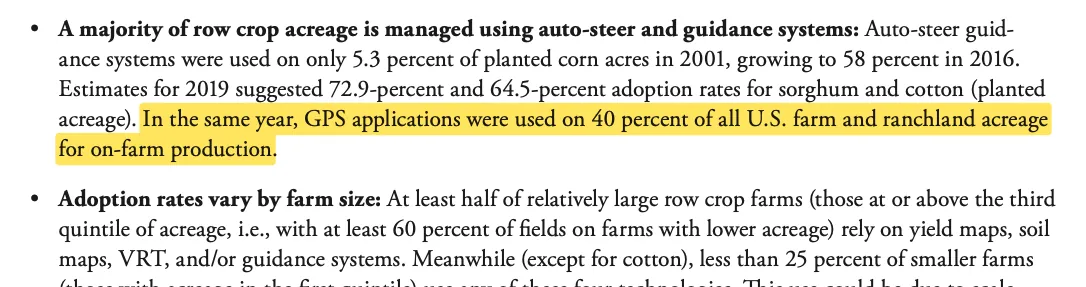 • A majority of row crop acreage is managed using auto-steer and guidance systems: Auto-steer guid-
ance systems were used on only 5.3 percent of planted corn acres in 2001, growing to 58 percent in 2016.
Estimates for 2019 suggested 72.9-percent and 64.5-percent adoption rates for sorghum and cotton (planted
acreage). In the same year, GPS applications were used on 40 percent of all U.S. farm and ranchland acreage
for on-farm production.
• Adoption rates vary by farm size: At least half of relatively large row crop farms (those at or above the third
quintile of acreage, i.e., with at least 60 percent of fields on farms with lower acreage) rely on yield maps, soil
maps, VRT, and/or guidance systems. Meanwhile (except for cotton), less than 25 percent of smaller farms